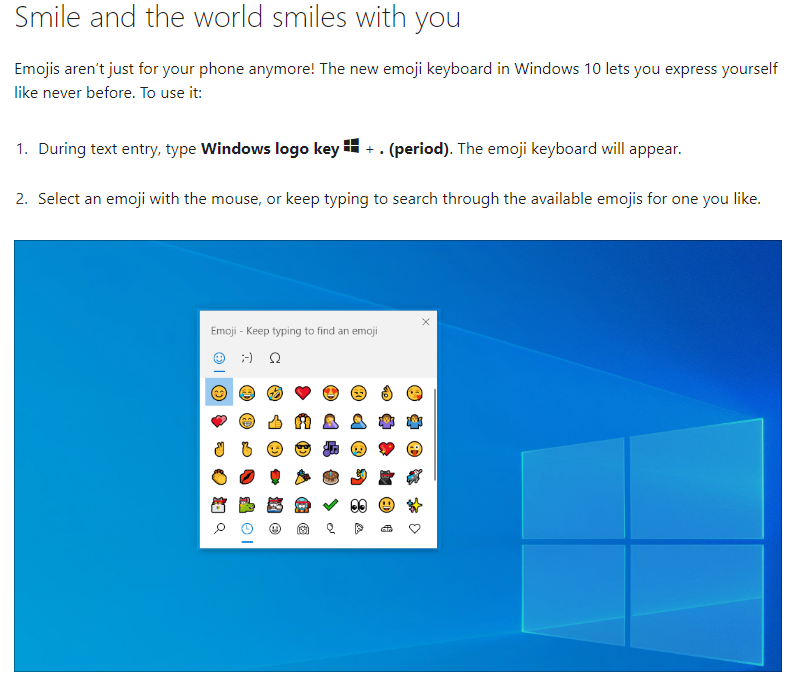 Smile and the world smiles with you
Emojis aren’t just for your phone anymore! The new emoji keyboard in Windows 10 lets you express yourself
like never before. To use it:
1. During text entry, type Windows logo key + . (period). The emoji keyboard will appear.
2. Select an emoji with the mouse, or keep typing to search through the available emojis for one you like.
Emoji - Keep typing to find an emoji
;-) Ω